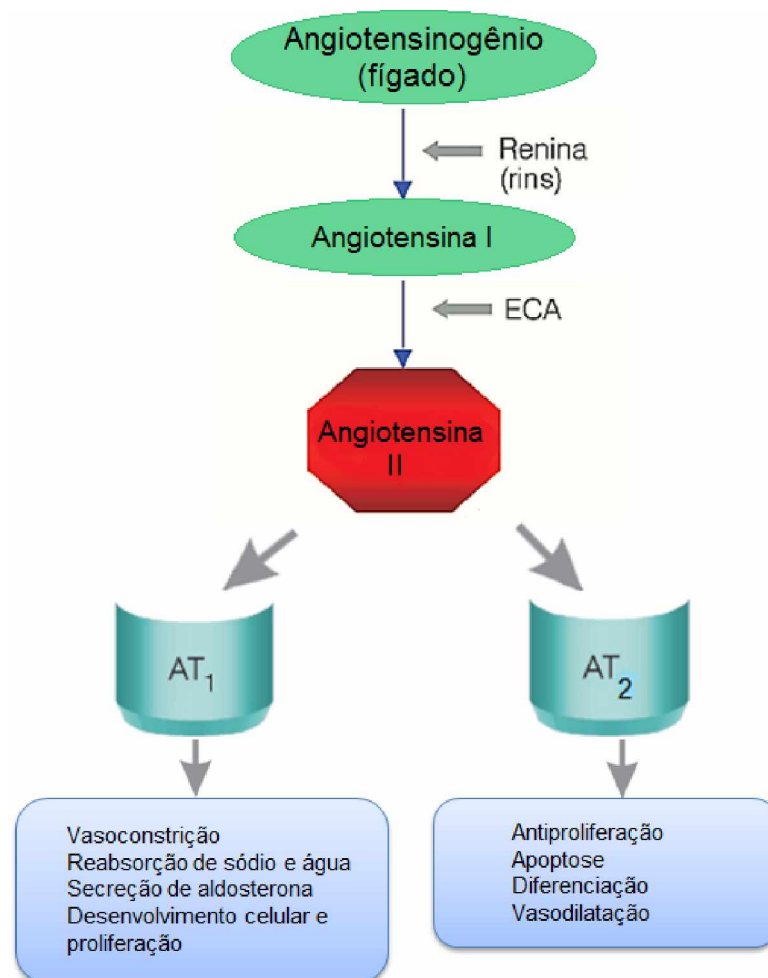 Angiotensinogênio
(fígado)
Renina
(rins)
Angiotensina I
ECA
Angiotensina
II
AT1
AT2
Vasoconstrição
Reabsorção de sódio e água
Secreção de aldosterona
Desenvolvimento celular e
proliferação
Antiproliferação
Apoptose
Diferenciação
Vasodilatação